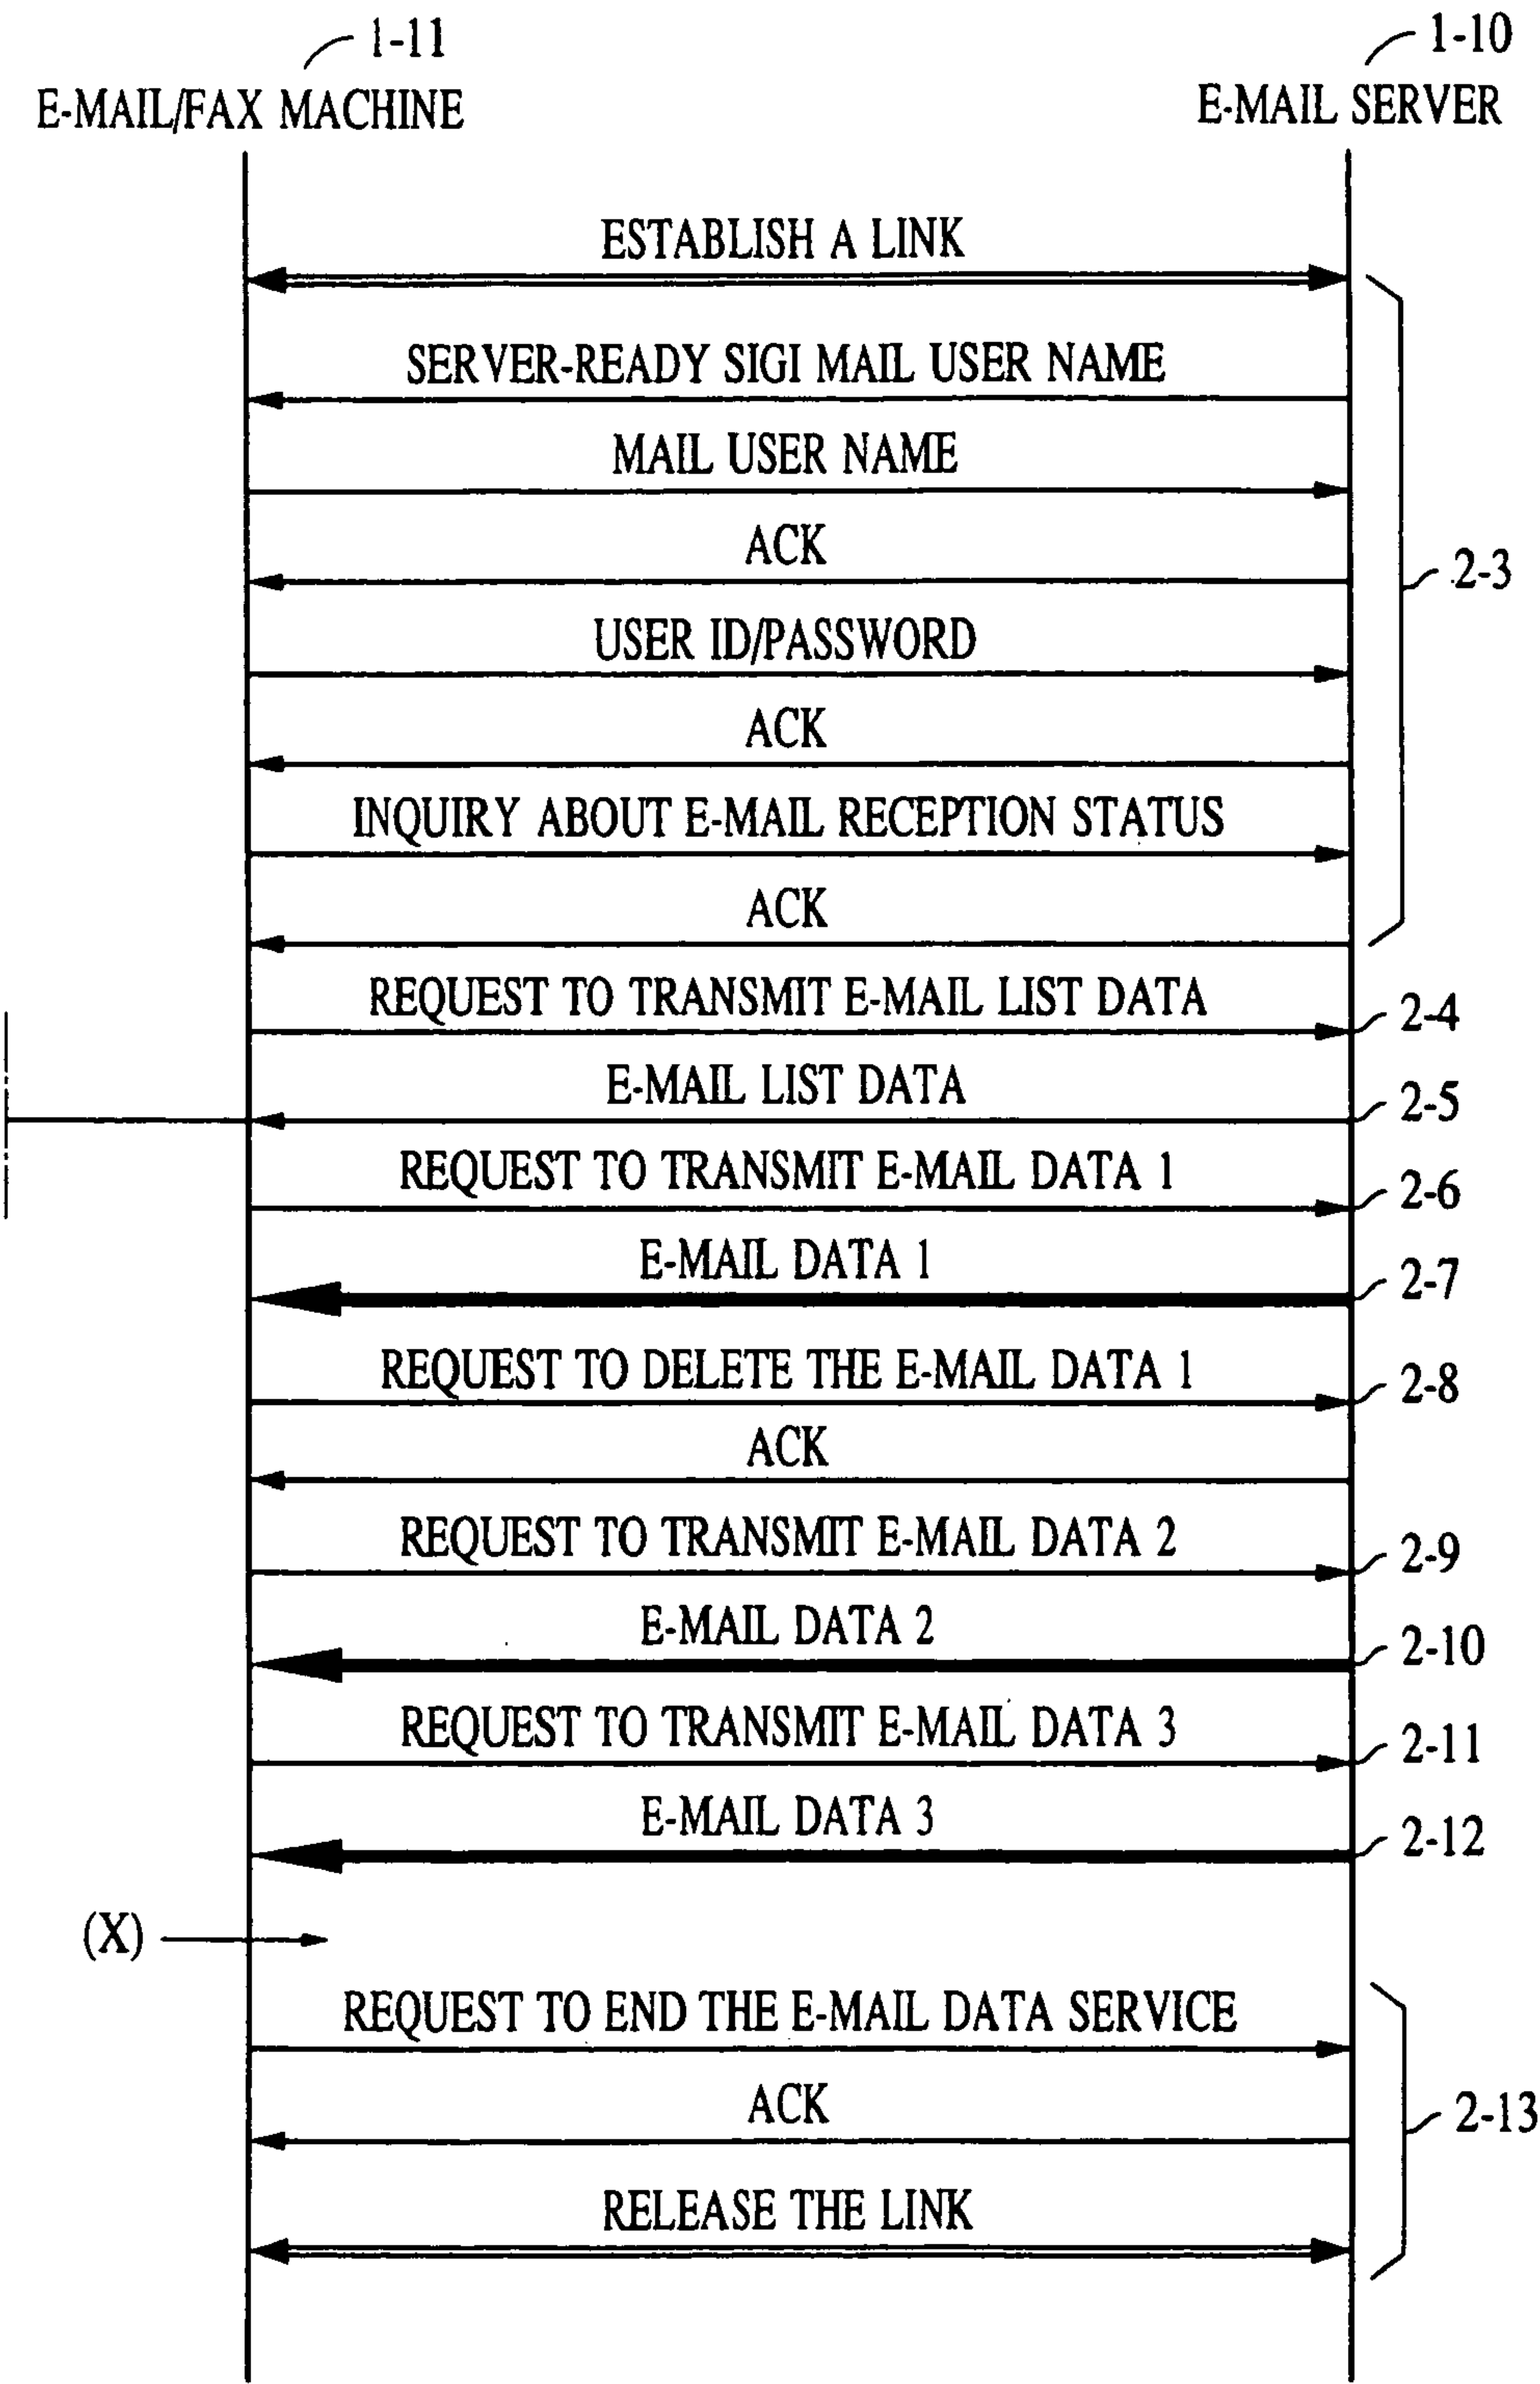 1-11
1-10
E-MAIL/FAX MACHINE
E-MAIL SERVER
ESTABLISH A LINK
SERVER-READY SIGI MAIL USER NAME
MAIL USER NAME
ACK
2-3
USER ID/PASSWORD
ACK
INQUIRY ABOUT E-MAIL RECEPTION STATUS
ACK
REQUEST TO TRANSMIT E-MAIL LIST DATA
2-4
E-MAIL LIST DATA
2-5
REQUEST TO TRANSMIT E-MAIL DATA 1
2-6
E-MAIL DATA 1
2-7
REQUEST TO DELETE THE E-MAIL DATA 1
2-8
ACK
REQUEST TO TRANSMIT E-MAIL DATA 2
2-9
E-MAIL DATA 2
2-10
REQUEST TO TRANSMIT E-MAIL DATA 3
2-11
E-MAIL DATA 3
2-12
(X)
REQUEST TO END THE E-MAIL DATA SERVICE
ACK
2-13
RELEASE THE LINK